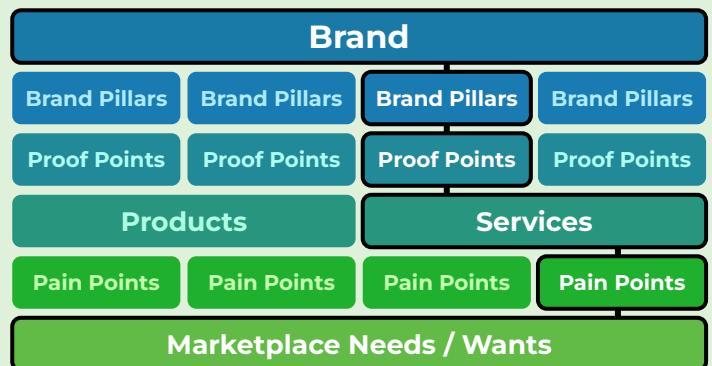 Brand
Brand Pillars Brand Pillars Brand Pillars Brand Pillars
Proof Points Proof Points Proof Points Proof Points
Products Services
Pain Points Pain Points Pain Points Pain Points
Marketplace Needs / Wants